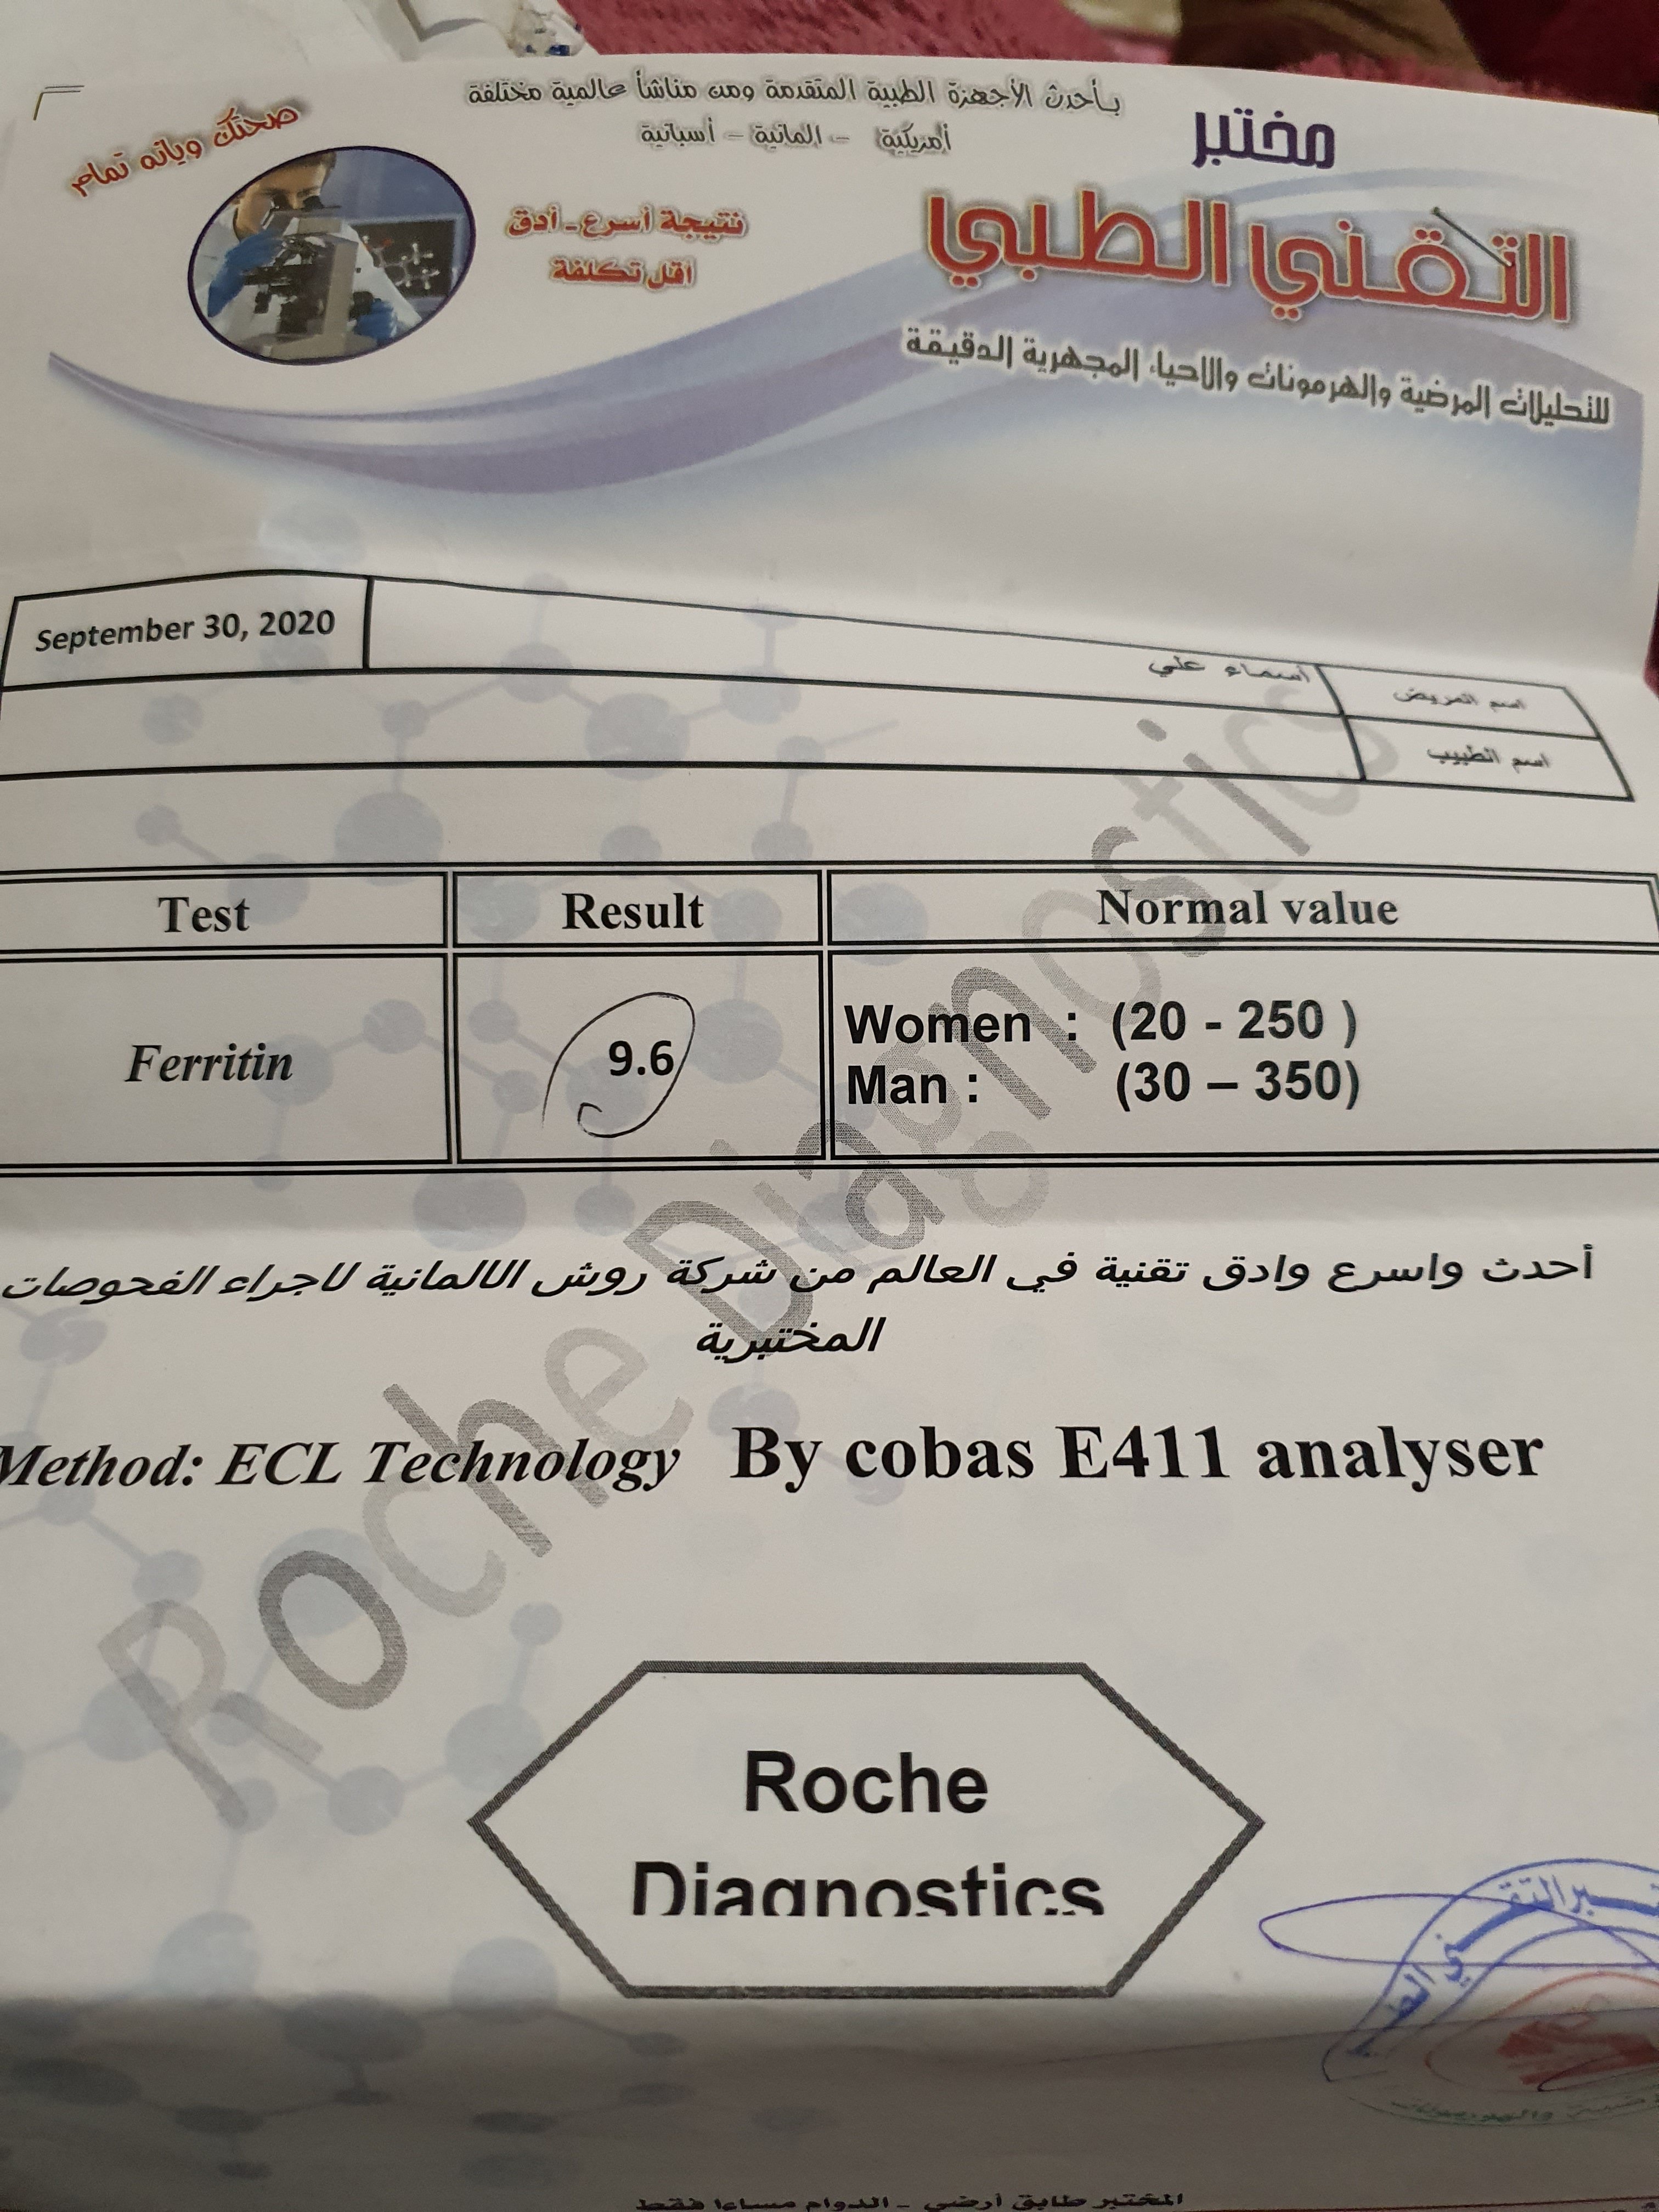 بأحدث الأجهزة الطبية المتقدمة ومن مناشأ عالمية مختلفة
أمريكية - المانية - أسبانية
صحتك ويانه تمام
نتيجة أسرع - أدق
اقل تكلفة
مختبر
التقني الطبي
للتحليلات المرضية والهرمونات والاحياء المجهرية الدقيقة
September 30, 2020
اسم المريض أسماء علي
اسم الطبيب
Test Result Normal value
Ferritin 9.6 Women : (20 - 250 )
Man : (30 – 350)
أحدث واسرع وادق تقنية في العالم من شركة روش الالمانية لاجراء الفحوصات
المختبرية
Method: ECL Technology By cobas E411 analyser
Roche Diagnostics
Roche
Diagnostics
المختبر طابق أرضي - الدوام مساءا فقط